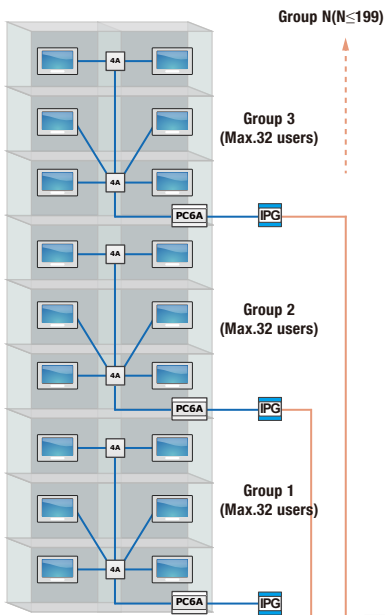 Group N(N≤199)
4A
Group 3
(Max.32 users)
4A
PC6A
IPG
4A
Group 2
(Max.32 users)
4A
PC6A
IPG
4A
Group 1
(Max.32 users)
4A
PC6A
IPG